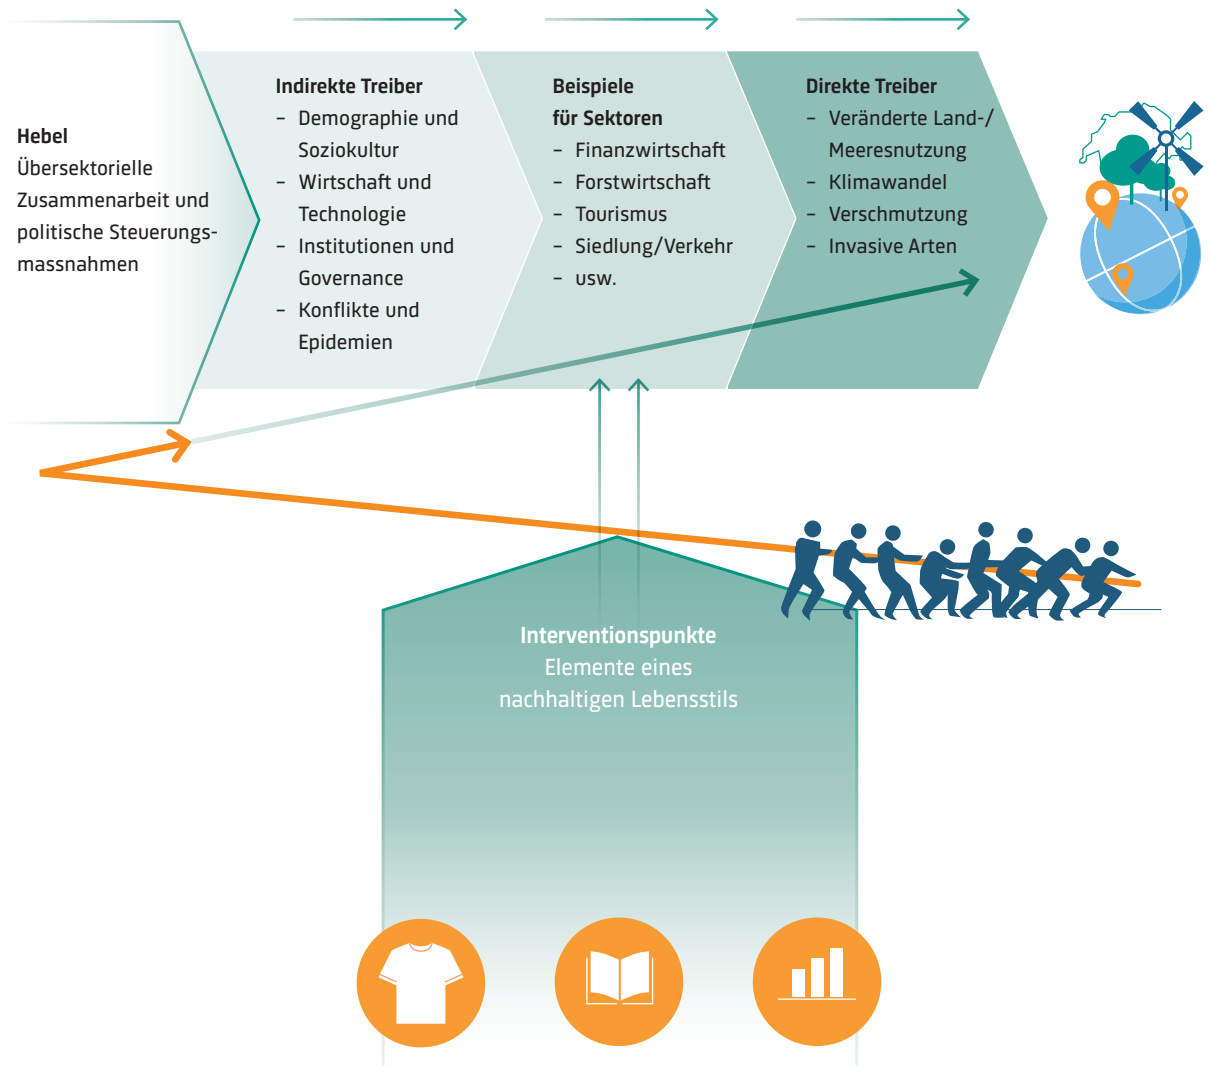 Hebel
Übersektorielle
Zusammenarbeit und
politische Steuerungs-
massnahmen
Indirekte Treiber
– Demographie und
Soziokultur
– Wirtschaft und
Technologie
– Institutionen und
Governance
– Konflikte und
Epidemien
Beispiele
für Sektoren
– Finanzwirtschaft
– Forstwirtschaft
– Tourismus
– Siedlung/Verkehr
– usw.
Direkte Treiber
– Veränderte Land-/
Meeresnutzung
– Klimawandel
– Verschmutzung
– Invasive Arten
Interventionspunkte
Elemente eines
nachhaltigen Lebensstils